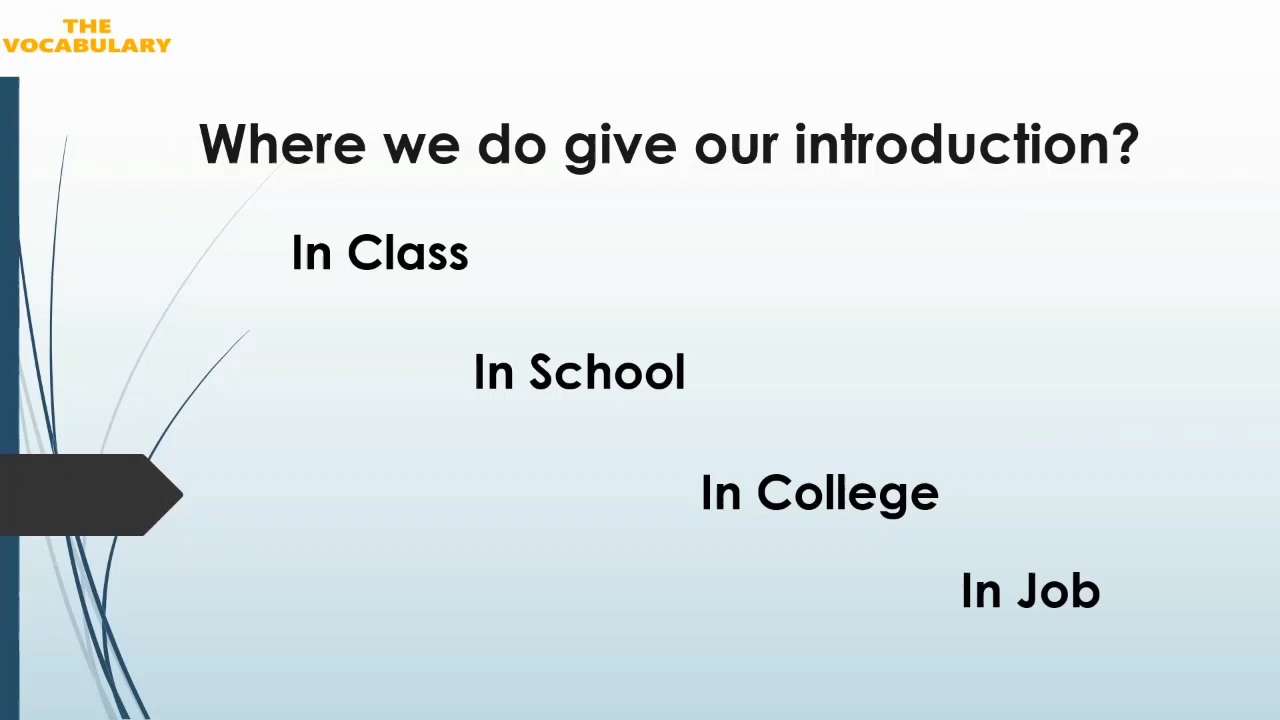 THE
VOCABULARY
Where we do give our introduction?
In Class
In School
In College
In Job